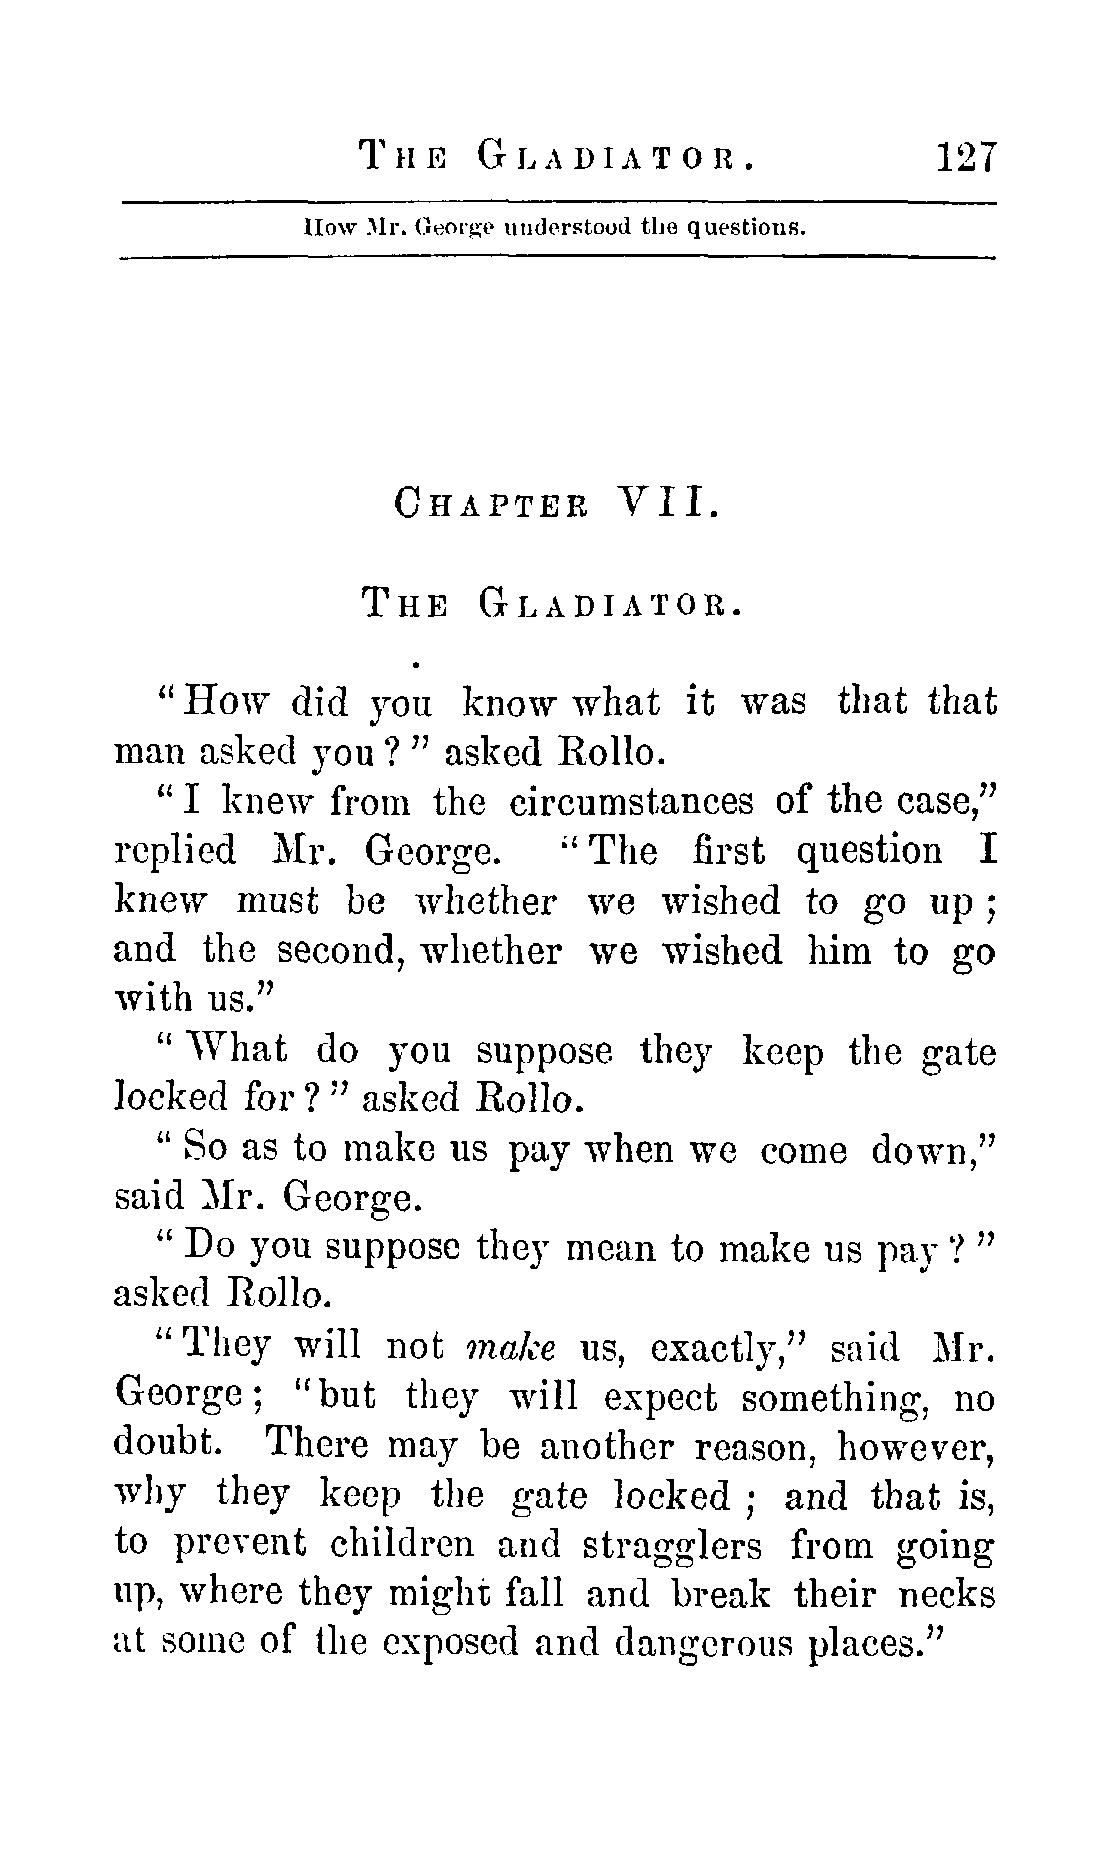 THE GLADIATOR. 127
How Mr. George understood the questions.
CHAPTER VII.
THE GLADIATOR.
"How did you know what it was that that
man asked you?" asked Rollo.
"I knew from the circumstances of the case,"
replied Mr. George. "The first question I
knew must be whether we wished to go up;
and the second, whether we wished him to go
with us."
"What do you suppose they keep the gate
locked for?" asked Rollo.
"So as to make us pay when we come down,"
said Mr. George.
"Do you suppose they mean to make us pay?"
asked Rollo.
"They will not make us, exactly," said Mr.
George; "but they will expect something, no
doubt. There may be another reason, however,
why they keep the gate locked; and that is,
to prevent children and stragglers from going
up, where they might fall and break their necks
at some of the exposed and dangerous places."